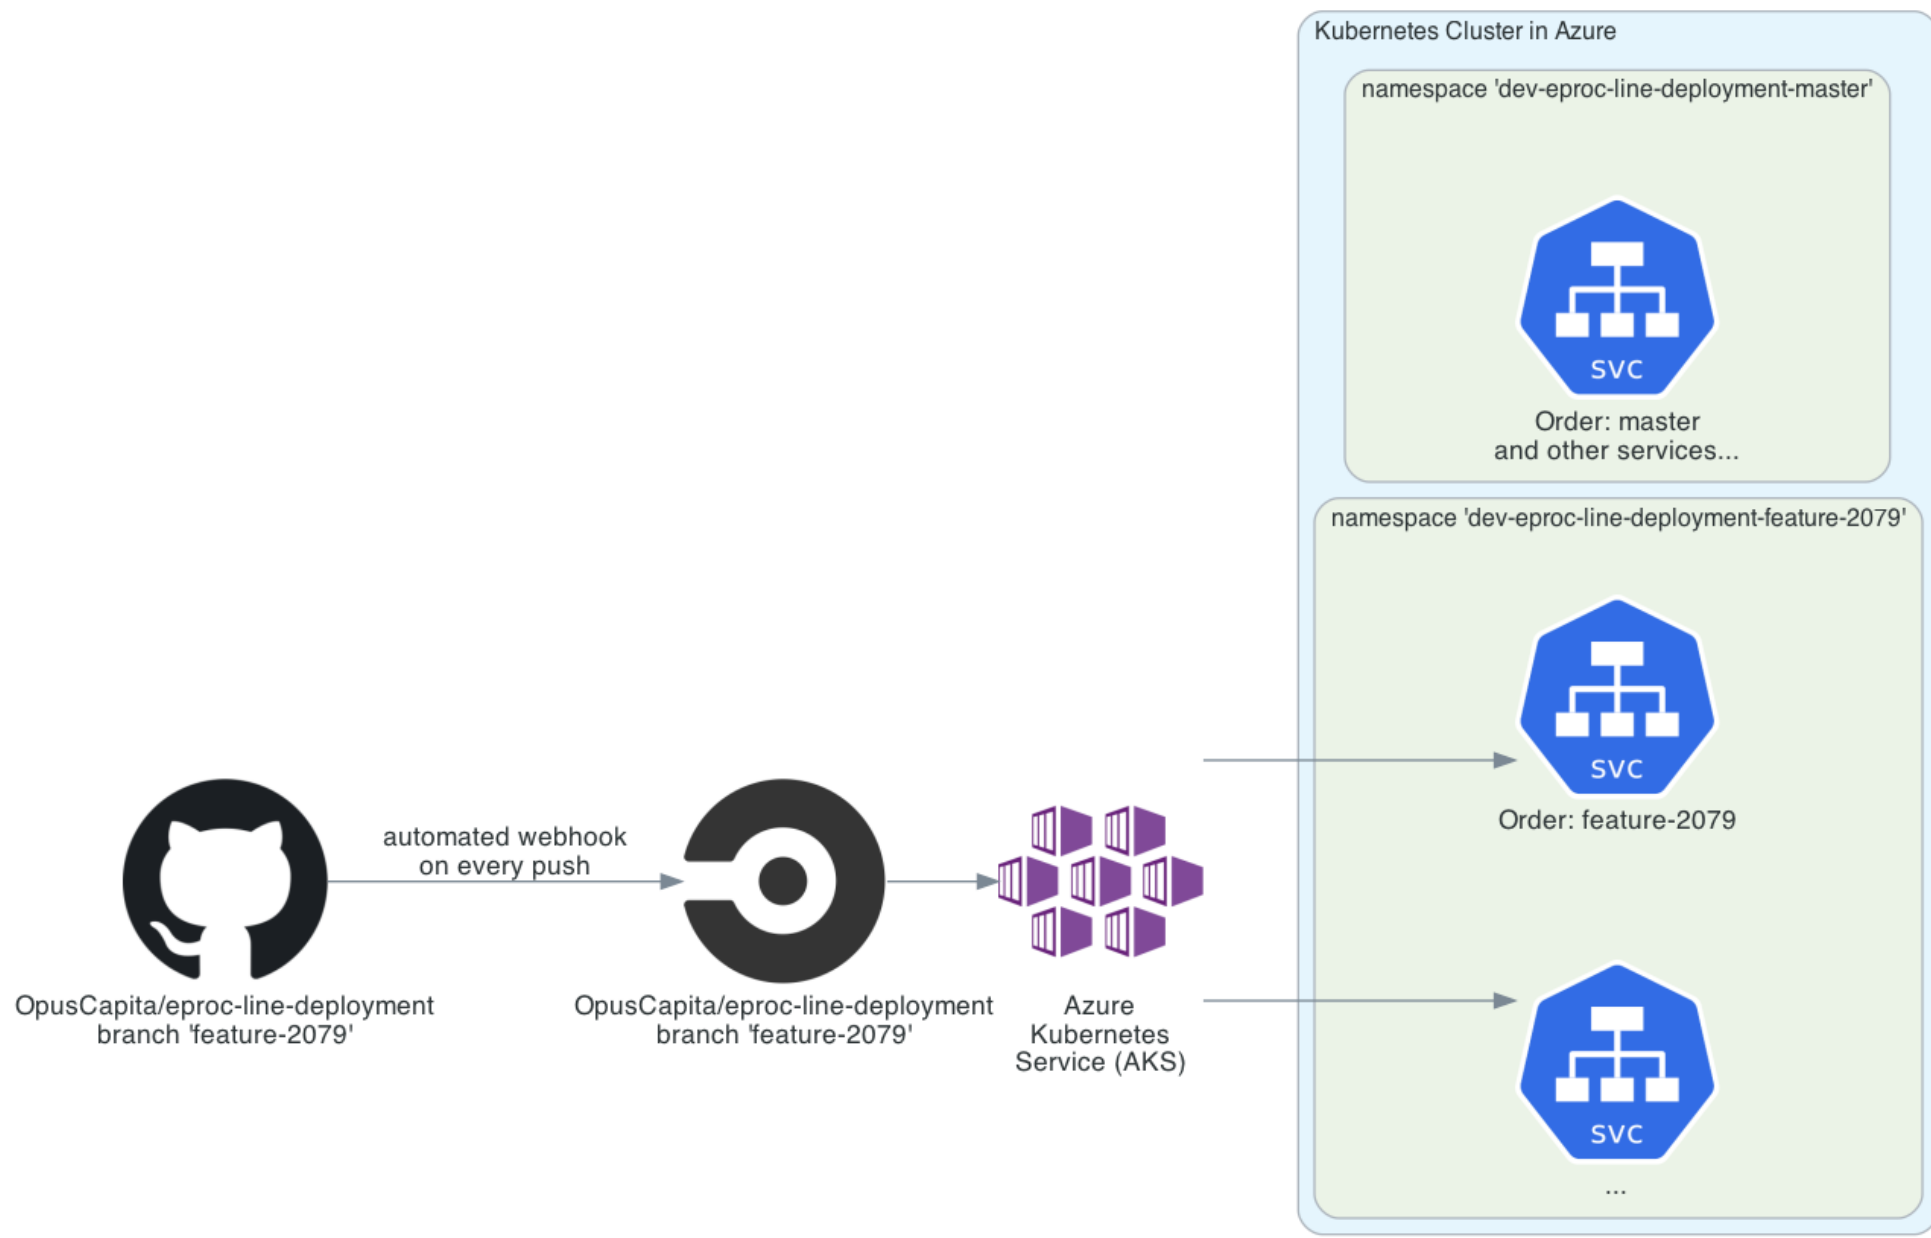 Kubernetes Cluster in Azure
namespace 'dev-eproc-line-deployment-master'
svc
Order: master
and other services...
namespace 'dev-eproc-line-deployment-feature-2079'
svc
Order: feature-2079
automated webhook
on every push
OpusCapita/eproc-line-deployment
branch 'feature-2079'
OpusCapita/eproc-line-deployment
branch 'feature-2079'
Azure
Kubernetes
Service (AKS)
svc
...